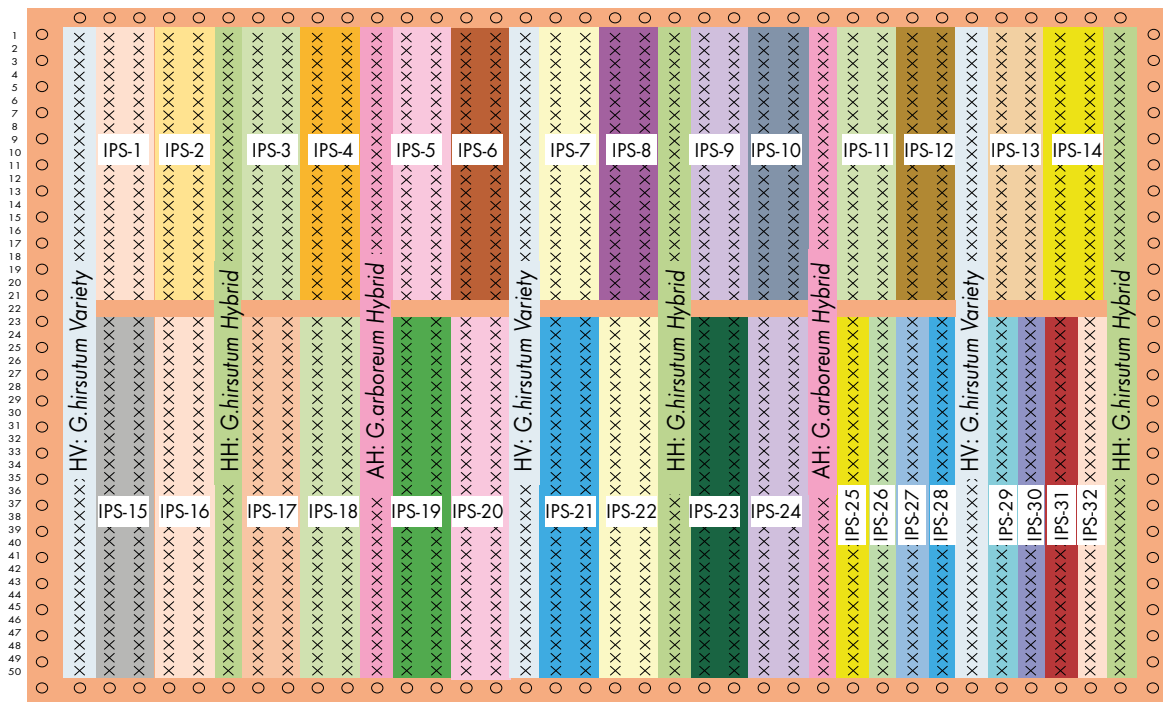 1
2
3
4
5
6
7
8
9
10
11
12
13
14
15
16
17
18
19
20
21
22
23
24
25
26
27
28
29
30
31
32
33
34
35
36
37
38
39
40
41
42
43
44
45
46
47
48
49
50
IPS-1 IPS-2 IPS-3 IPS-4 IPS-5 IPS-6 IPS-7 IPS-8 IPS-9 IPS-10 IPS-11 IPS-12 IPS-13 IPS-14
HV: G.hirsutum Variety
HH: G.hirsutum Hybrid
AH: G.arboreum Hybrid
HV: G.hirsutum Variety
HH: G.hirsutum Hybrid
AH: G.arboreum Hybrid
HV: G.hirsutum Variety
HH: G.hirsutum Hybrid
IPS-15 IPS-16 IPS-17 IPS-18 IPS-19 IPS-20 IPS-21 IPS-22 IPS-23 IPS-24
IPS-25
IPS-26
IPS-27
IPS-28
IPS-29
IPS-30
IPS-31
IPS-32